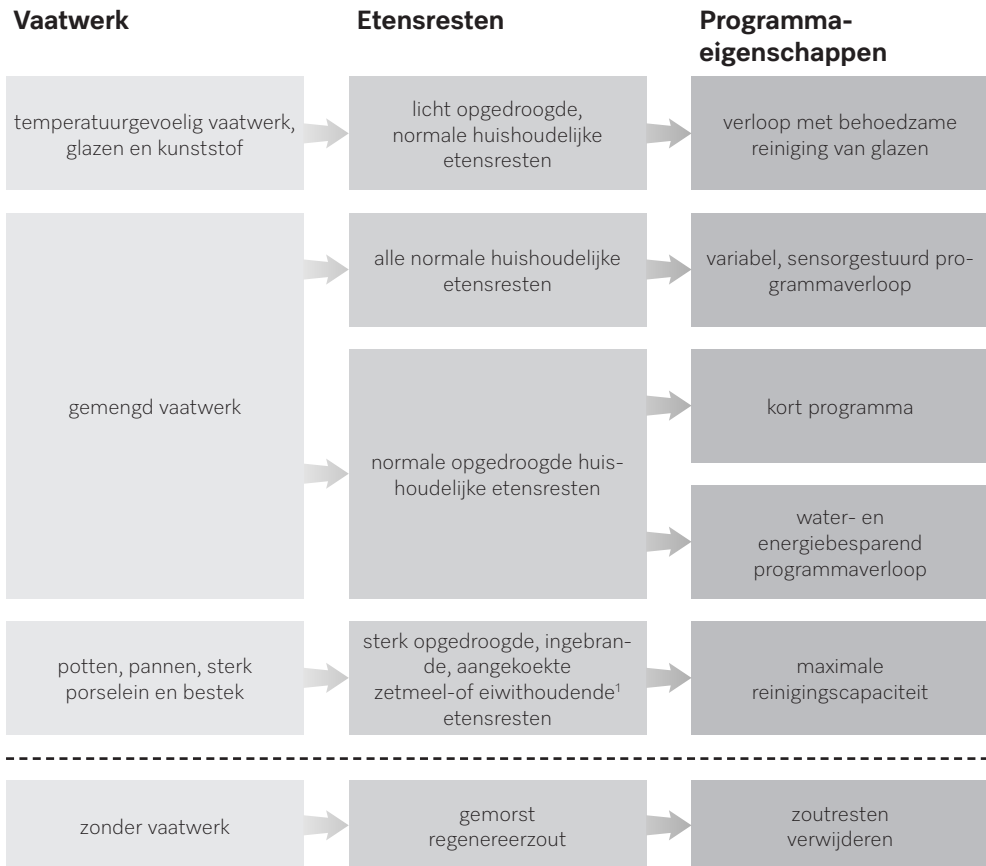 Vaatwerk
Etensresten
Programma-
eigenschappen
temperatuurgevoelig vaatwerk,
glazen en kunststof
licht opgedroogde,
normale huishoudelijke
etensresten
verloop met behoedzame
reiniging van glazen
gemengd vaatwerk
alle normale huishoudelijke
etensresten
variabel, sensorgestuurd pro-
grammaverloop
normale opgedroogde huis-
houdelijke etensresten
kort programma
water- en
energiebesparend
programmaverloop
potten, pannen, sterk
porselein en bestek
sterk opgedroogde, ingebran-
de, aangekoekte
zetmeel-of eiwithoudende¹
etensresten
maximale
reinigingscapaciteit
zonder vaatwerk
gemorst
regenereerzout
zoutresten
verwijderen